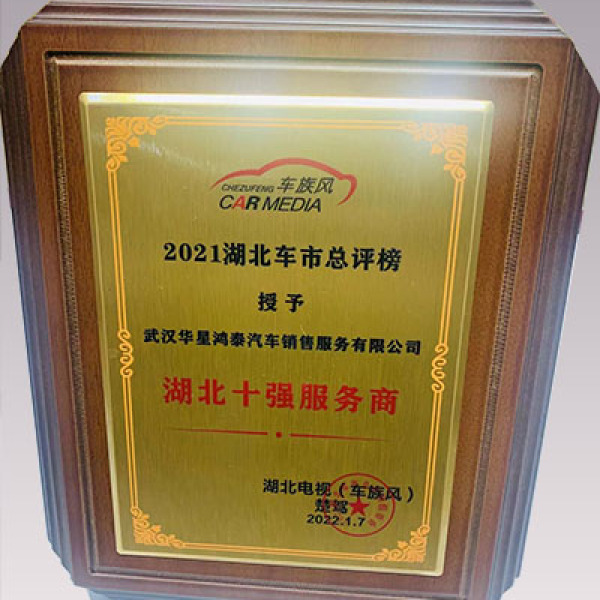 CHEZUFENG 车族风
CAR MEDIA
2021湖北车市总评榜
授予
武汉华星鸿泰汽车销售服务有限公司
湖北十强服务商
湖北电视（车族风）
楚驾
2022.1.7